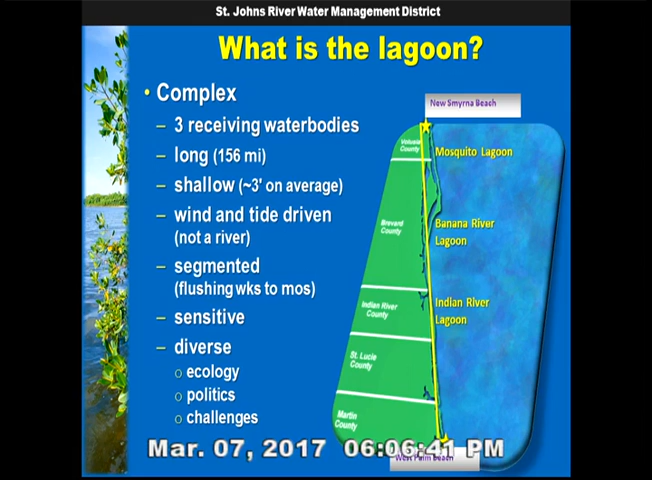 St. Johns River Water Management District
What is the lagoon?
• Complex
– 3 receiving waterbodies
– long (156 mi)
– shallow (~3' on average)
– wind and tide driven
(not a river)
– segmented
(flushing wks to mos)
– sensitive
– diverse
o ecology
o politics
o challenges
New Smyrna Beach
Volusia
County
Mosquito Lagoon
Brevard
County
Banana River
Lagoon
Indian River
County
Indian River
Lagoon
St. Lucie
County
Martin
County
West Palm Beach
Mar. 07, 2017 06:06:41 PM